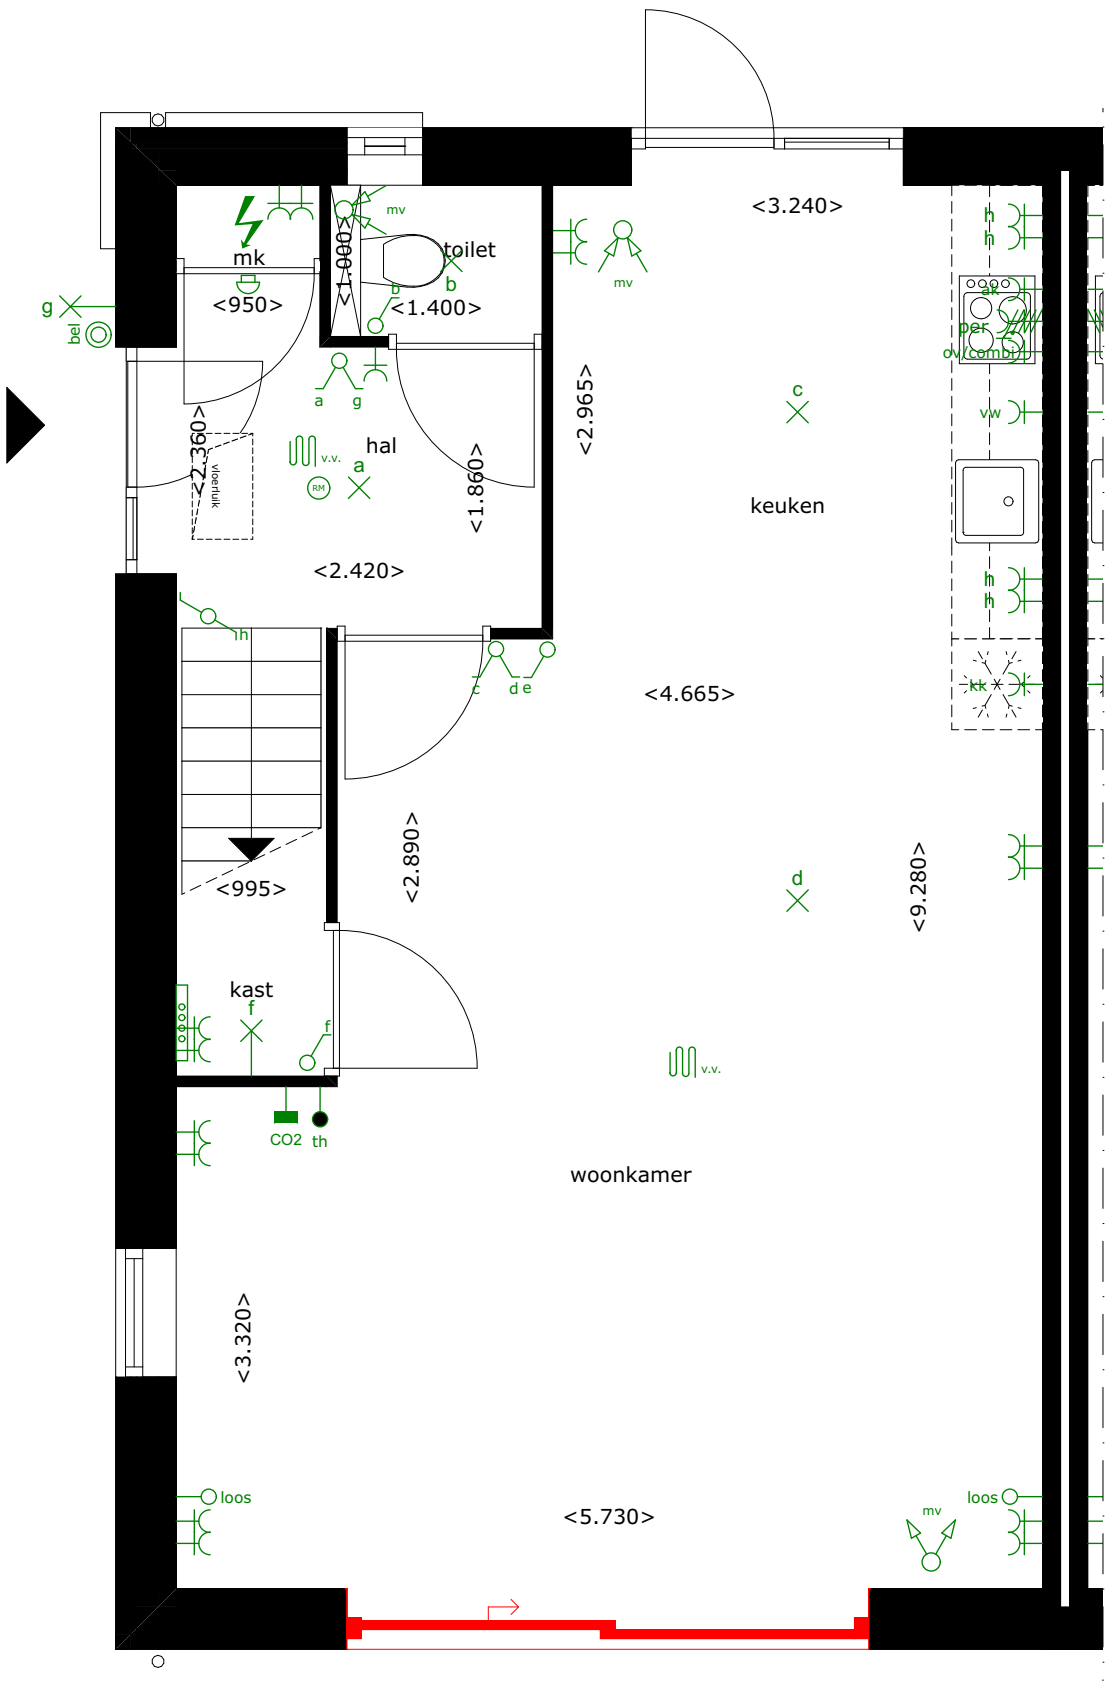 <3.240>
mv
toilet
<1.000>
mk
b
b
mv
<950>
<1.400>
g
bel
h
h
ak
per
ov/combi
a
g
c
vw
<2.965>
<2.360>
vloerluik
v.v.
hal
a
RM
<1.860>
keuken
<2.420>
h
h
h
c
d
e
<4.665>
kk
<2.890>
<9.280>
d
<995>
kast
f
f
v.v.
CO2
th
woonkamer
<3.320>
loos
loos
mv
<5.730>